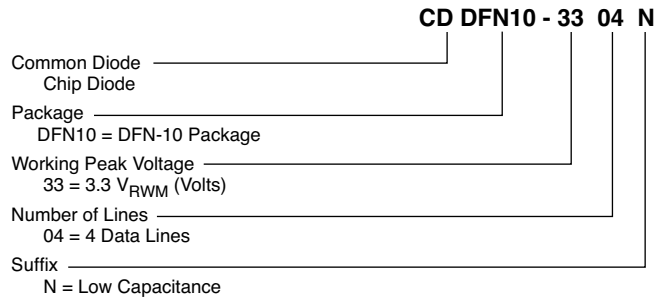 CD DFN10 - 33 04 N
Common Diode
Chip Diode
Package
DFN10 = DFN-10 Package
Working Peak Voltage
33 = 3.3 VRWM (Volts)
Number of Lines
04 = 4 Data Lines
Suffix
N = Low Capacitance